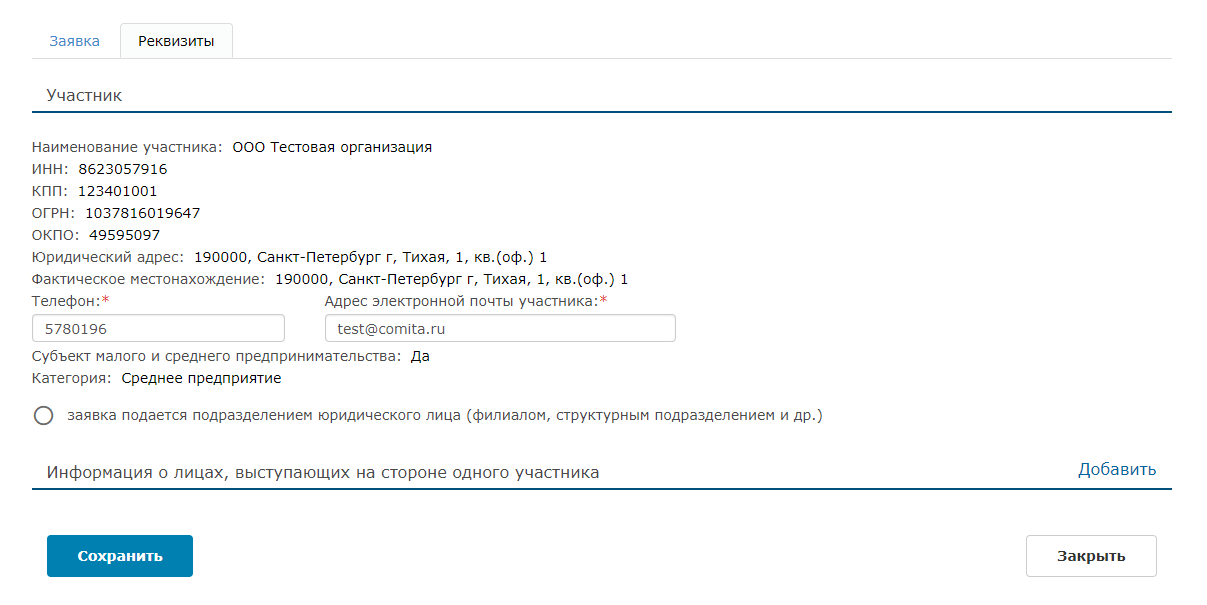 Заявка Реквизиты
Участник
Наименование участника: ООО Тестовая организация
ИНН: 8623057916
КПП: 123401001
ОГРН: 1037816019647
ОКПО: 49595097
Юридический адрес: 190000, Санкт-Петербург г, Тихая, 1, кв.(оф.) 1
Фактическое местонахождение: 190000, Санкт-Петербург г, Тихая, 1, кв.(оф.) 1
Телефон:* Адрес электронной почты участника:*
5780196 test@comita.ru
Субъект малого и среднего предпринимательства: Да
Категория: Среднее предприятие
заявка подается подразделением юридического лица (филиалом, структурным подразделением и др.)
Информация о лицах, выступающих на стороне одного участника Добавить
Сохранить Закрыть